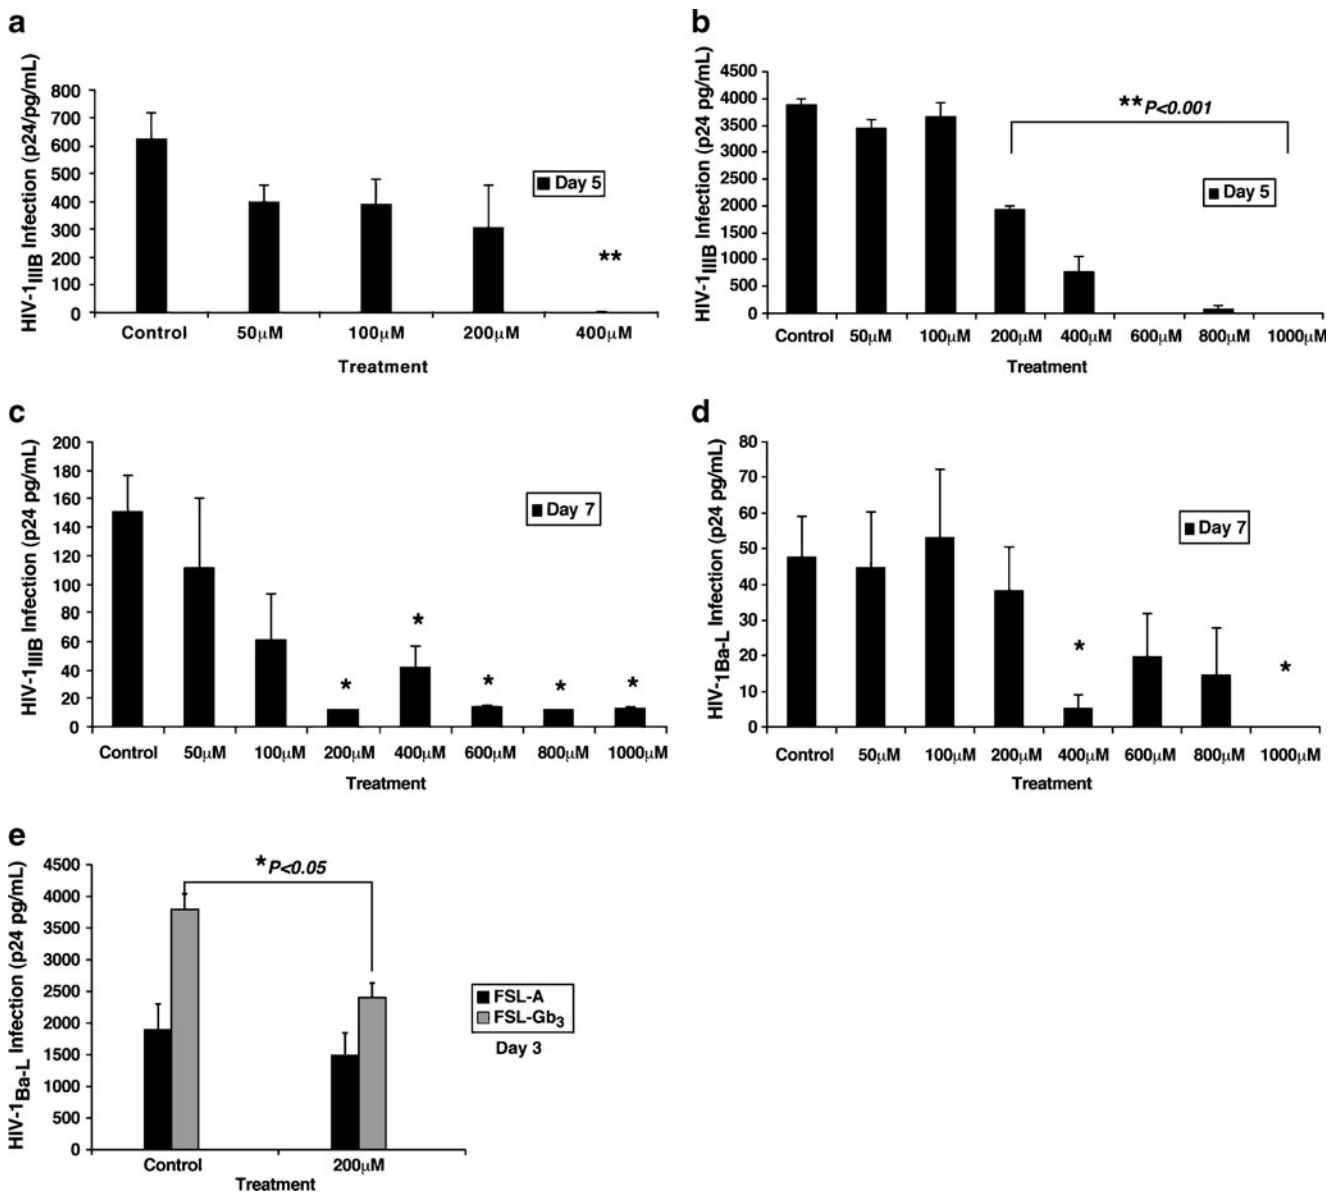 a
HIV-1IIIB Infection (p24/pg/mL)
800
700
600
500
400
300
200
100
0
Day 5
**
Control 50μM 100μM 200μM 400μM
Treatment
b
HIV-1IIIB Infection (p24 pg/mL)
4500
4000
3500
3000
2500
2000
1500
1000
500
0
**P<0.001
Day 5
Control 50μM 100μM 200μM 400μM 600μM 800μM 1000μM
Treatment
c
HIV-1IIIB Infection (p24 pg/mL)
200
180
160
140
120
100
80
60
40
20
0
Day 7
* * * * *
Control 50μM 100μM 200μM 400μM 600μM 800μM 1000μM
Treatment
d
HIV-1Ba-L Infection (p24 pg/mL)
80
70
60
50
40
30
20
10
0
Day 7
* *
Control 50μM 100μM 200μM 400μM 600μM 800μM 1000μM
Treatment
e
HIV-1Ba-L Infection (p24 pg/mL)
4500
4000
3500
3000
2500
2000
1500
1000
500
0
*P<0.05
FSL-A
FSL-Gb3
Day 3
Control 200μM
Treatment